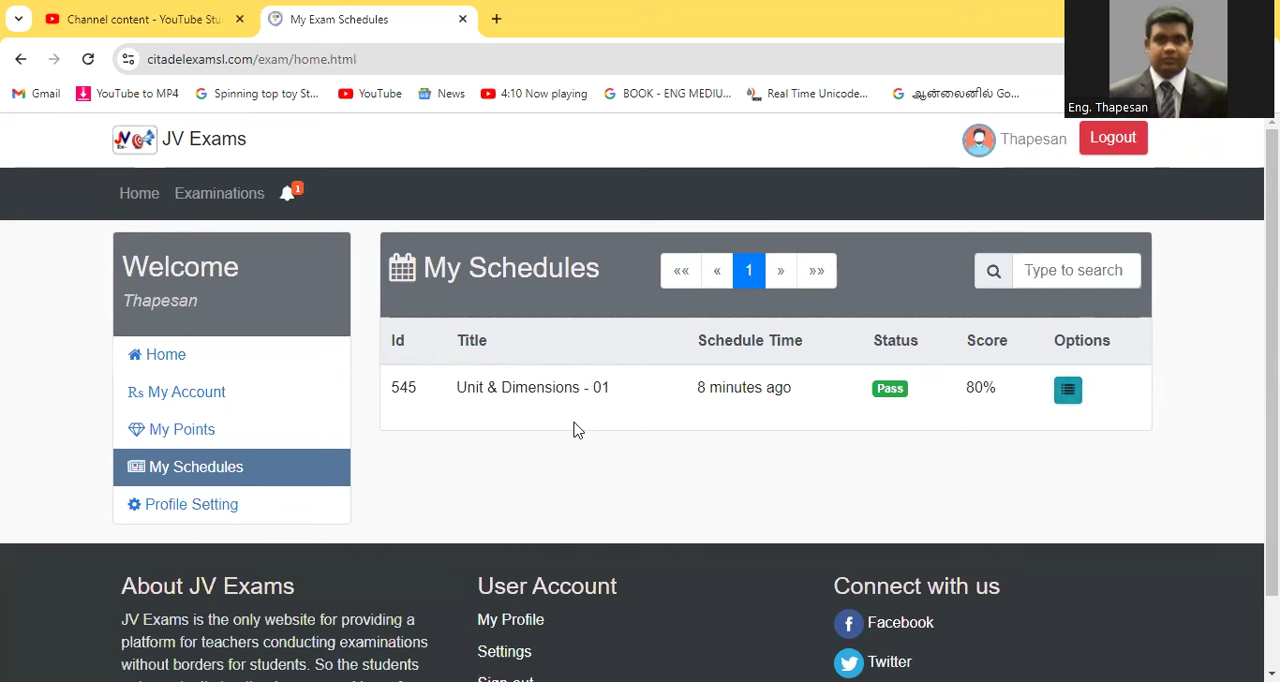 Channel content - YouTube Stu
My Exam Schedules
citadelexamsl.com/exam/home.html
Gmail
YouTube to MP4
Spinning top toy St...
YouTube
News
4:10 Now playing
BOOK - ENG MEDIU...
Real Time Unicode...
ஆன்லைனில் Go...
Eng. Thapesan
JV Exams
Thapesan
Logout
Home
Examinations
1
Welcome
Thapesan
Home
Rs My Account
My Points
My Schedules
Profile Setting
My Schedules
«« « 1 » »»
Type to search
Id Title Schedule Time Status Score Options
545 Unit & Dimensions - 01 8 minutes ago Pass 80%
About JV Exams
JV Exams is the only website for providing a
platform for teachers conducting examinations
without borders for students. So the students
User Account
My Profile
Settings
Sign out
Connect with us
Facebook
Twitter